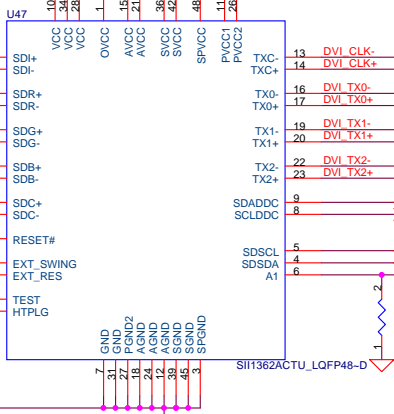 10 34 28 1 15 21 36 42 48 11 26
U47
VCC VCC VCC OVCC AVCC AVCC SVCC SVCC SPVCC PVCC1 PVCC2
SDI+ TXC- 13 DVI_CLK-
SDI- TXC+ 14 DVI_CLK+
SDR+ TX0- 16 DVI_TX0-
SDR- TX0+ 17 DVI_TX0+
SDG+ TX1- 19 DVI_TX1-
SDG- TX1+ 20 DVI_TX1+
SDB+ TX2- 22 DVI_TX2-
SDB- TX2+ 23 DVI_TX2+
SDC+ SDADDC 9
SDC- SCLDDC 8
RESET#
SDSCL 5
EXT_SWING SDSDA 4
EXT_RES A1 6
2
TEST
HTPLG
1
GND GND PGND2 AGND AGND AGND SGND SGND SPGND
SII1362ACTU_LQFP48~D
7 31 27 18 24 12 39 45 3